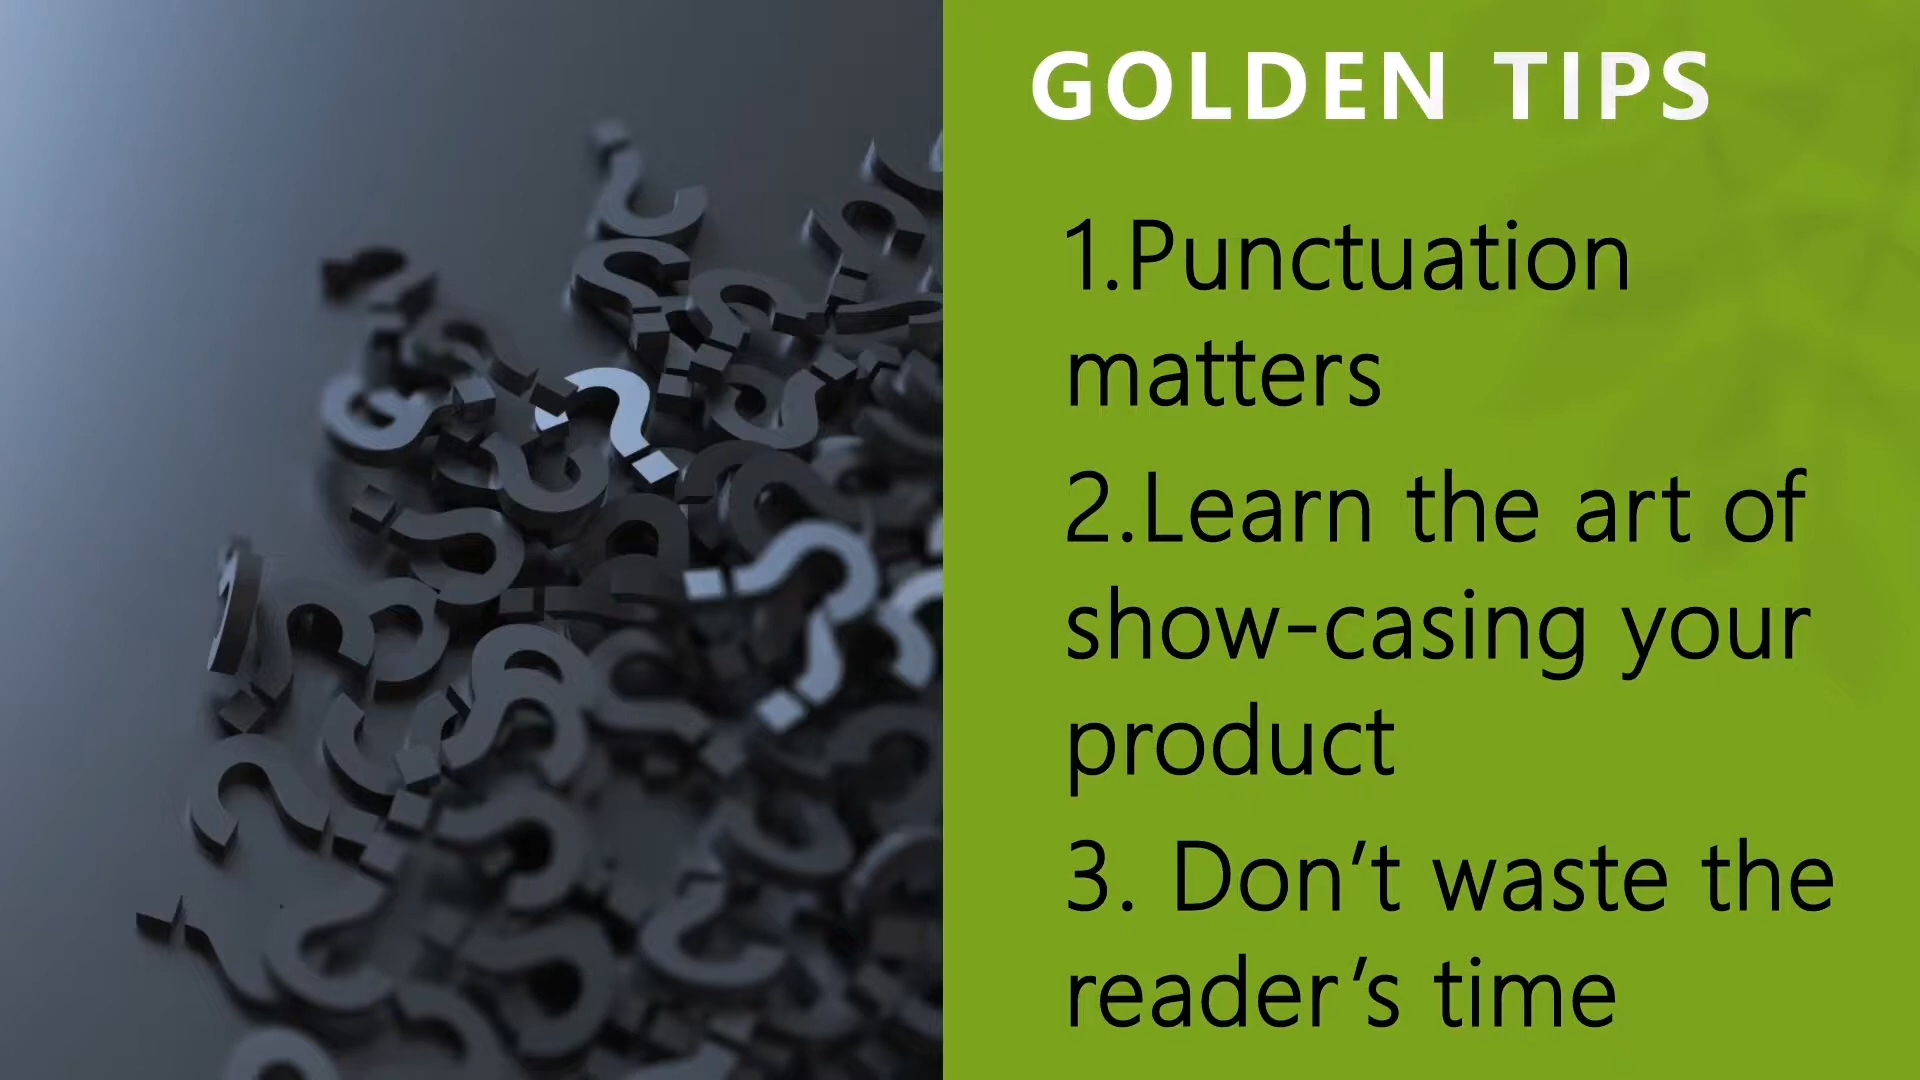 GOLDEN TIPS
1.Punctuation
matters
2.Learn the art of
show-casing your
product
3. Don’t waste the
reader’s time